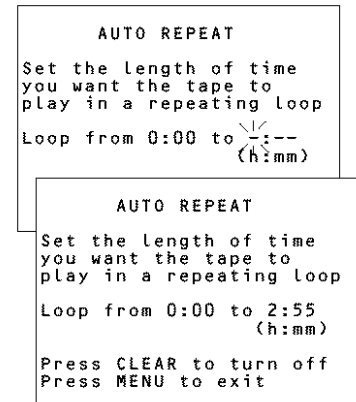 AUTO REPEAT
Set the length of time
you want the tape to
play in a repeating loop
Loop from 0:00 to -:--
(h:mm)
AUTO REPEAT
Set the length of time
you want the tape to
play in a repeating loop
Loop from 0:00 to 2:55
(h:mm)
Press CLEAR to turn off
Press MENU to exit